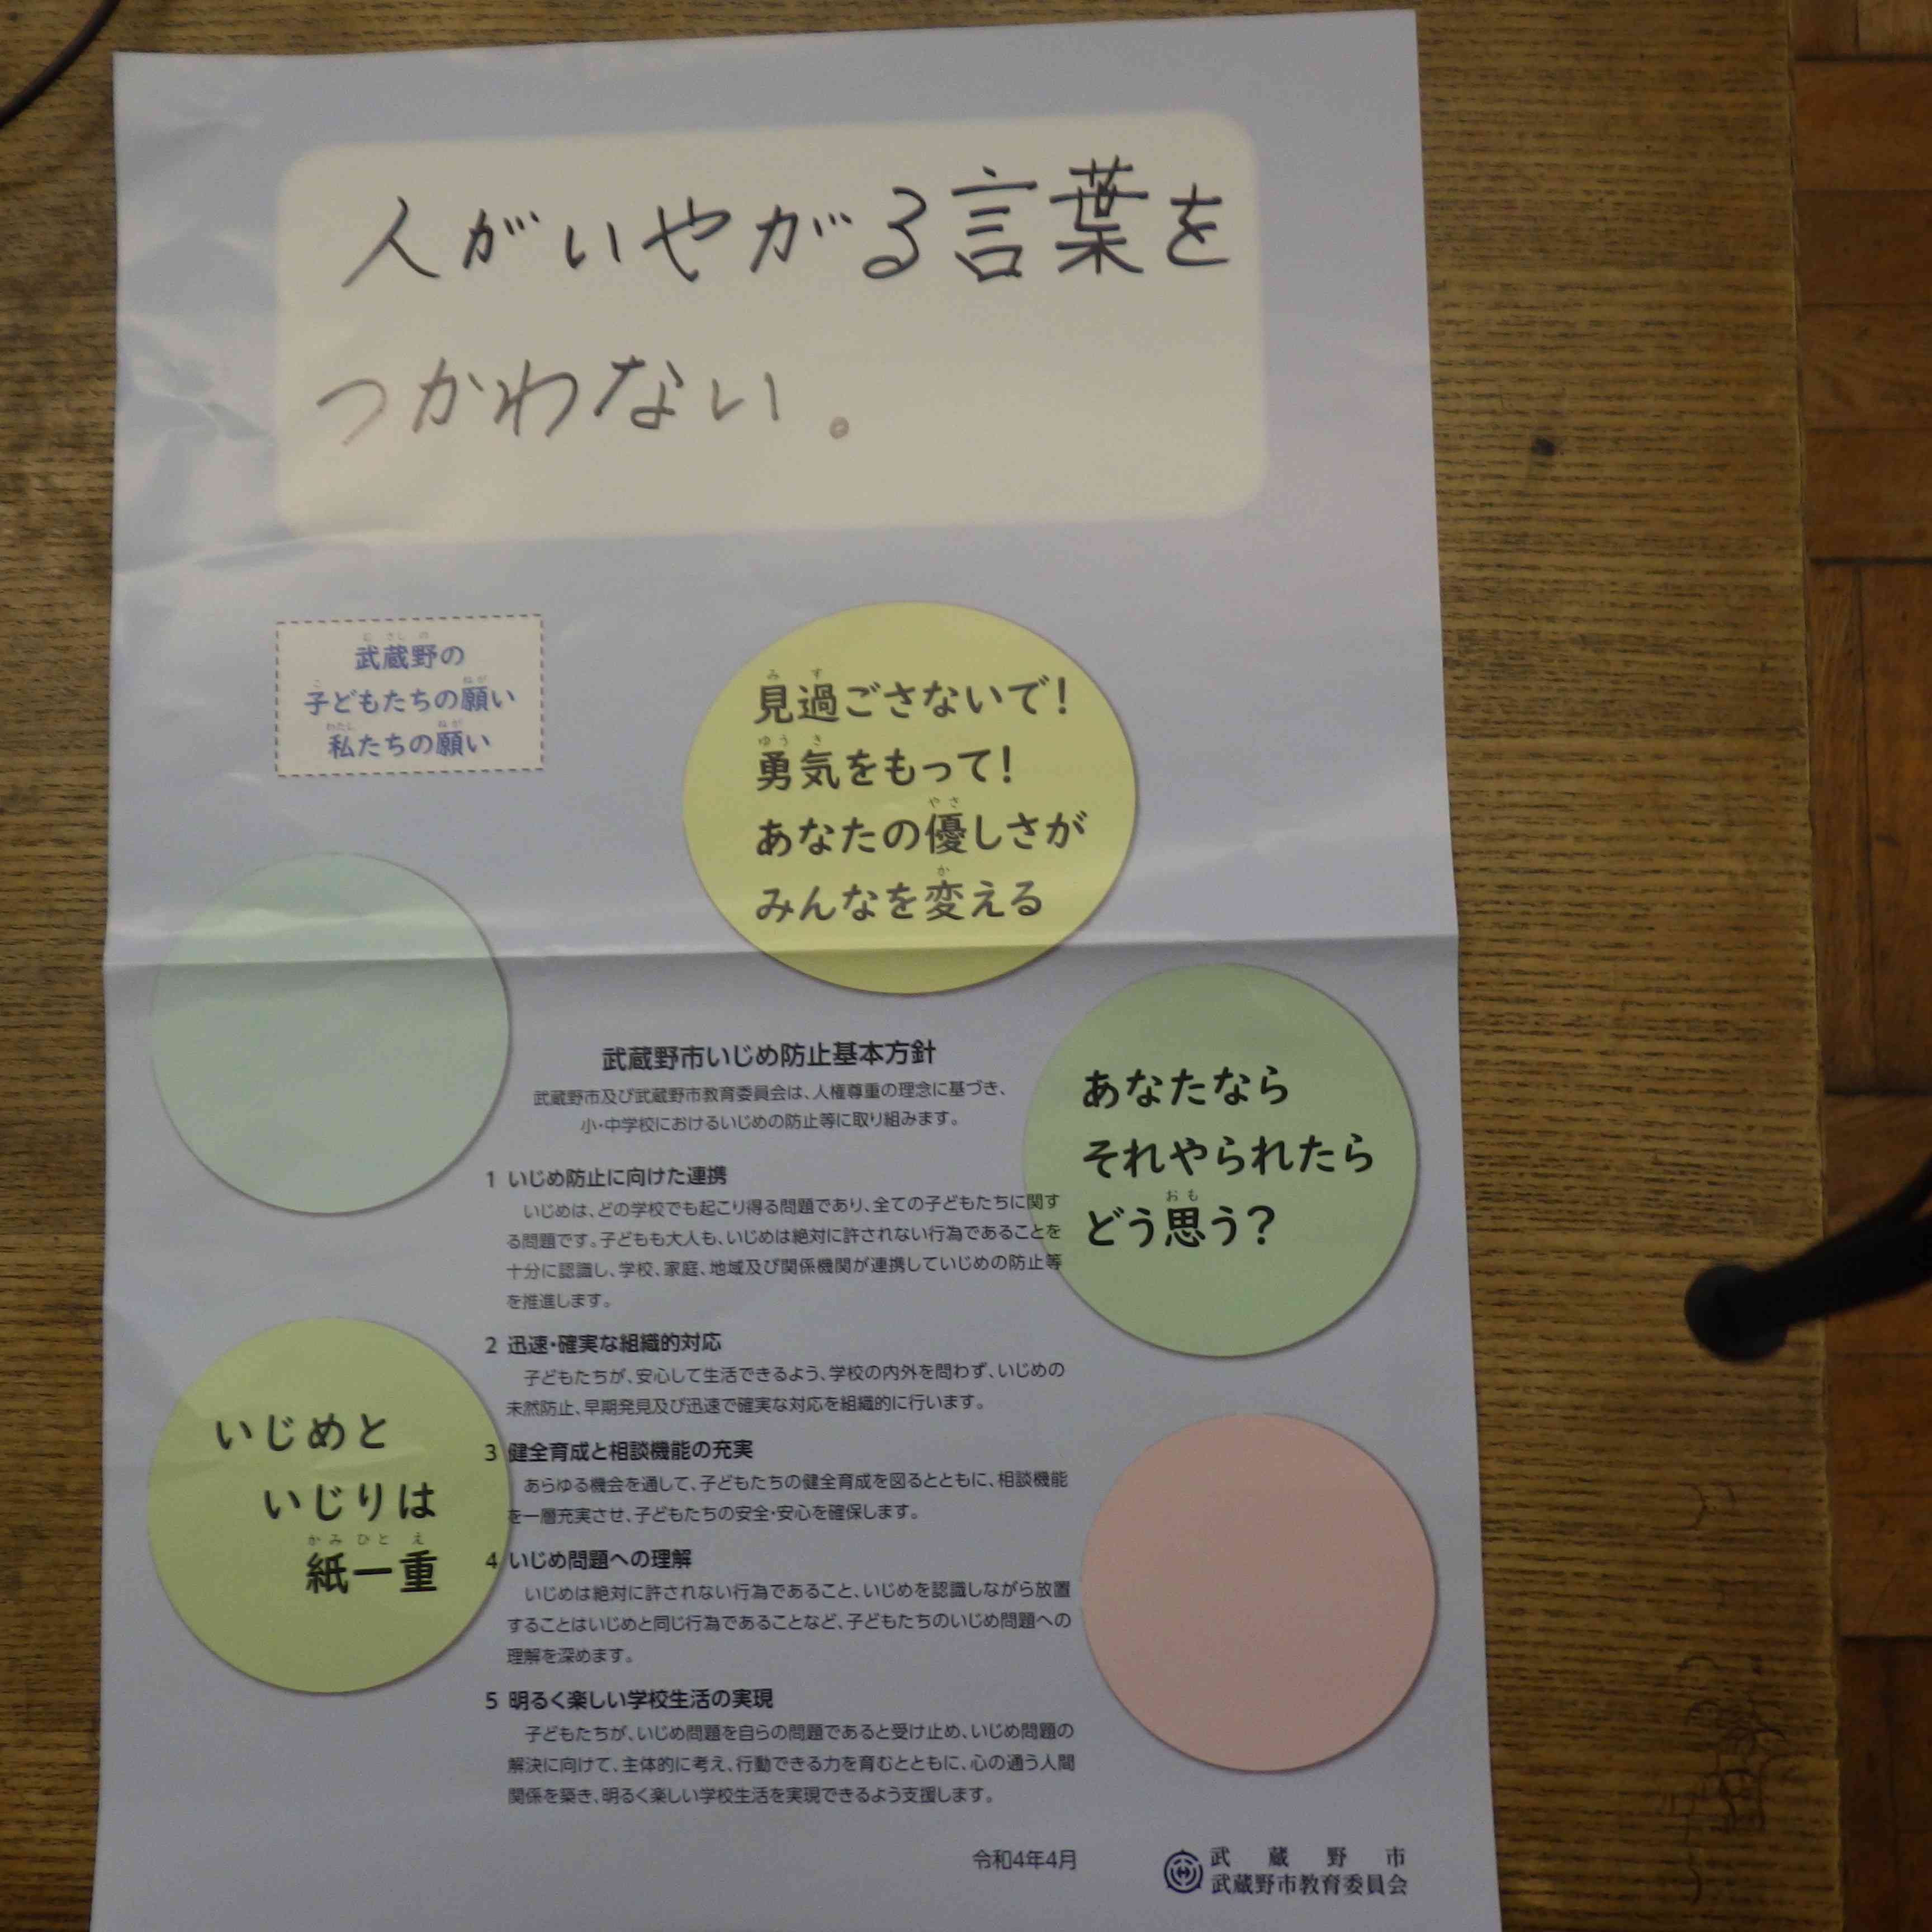 人がいやがる言葉を
つかわない。
武蔵野の
子どもたちの願い
私たちの願い
見過ごさないで!
勇気をもって!
あなたの優しさが
みんなを変える
武蔵野市いじめ防止基本方針
武蔵野市及び武蔵野市教育委員会は、人権尊重の理念に基づき、
小・中学校におけるいじめの防止等に取り組みます。
あなたなら
それやられたら
どう思う?
1 いじめ防止に向けた連携
いじめは、どの学校でも起こり得る問題であり、全ての子どもたちに関す
る問題です。子どもも大人も、いじめは絶対に許されない行為であることを
十分に認識し、学校、家庭、地域及び関係機関が連携していじめの防止等
を推進します。
2 迅速・確実な組織的対応
子どもたちが、安心して生活できるよう、学校の内外を問わず、いじめの
未然防止、早期発見及び迅速で確実な対応を組織的に行います。
いじめと
いじりは
紙一重
3 健全育成と相談機能の充実
あらゆる機会を通して、子どもたちの健全育成を図るとともに、相談機能
を一層充実させ、子どもたちの安全・安心を確保します。
4 いじめ問題への理解
いじめは絶対に許されない行為であること、いじめを認識しながら放置
することはいじめと同じ行為であることなど、子どもたちのいじめ問題への
理解を深めます。
5 明るく楽しい学校生活の実現
子どもたちが、いじめ問題を自らの問題であると受け止め、いじめ問題の
解決に向けて、主体的に考え、行動できる力を育むとともに、心の通う人間
関係を築き、明るく楽しい学校生活を実現できるよう支援します。
令和4年4月
武蔵野市
武蔵野市教育委員会